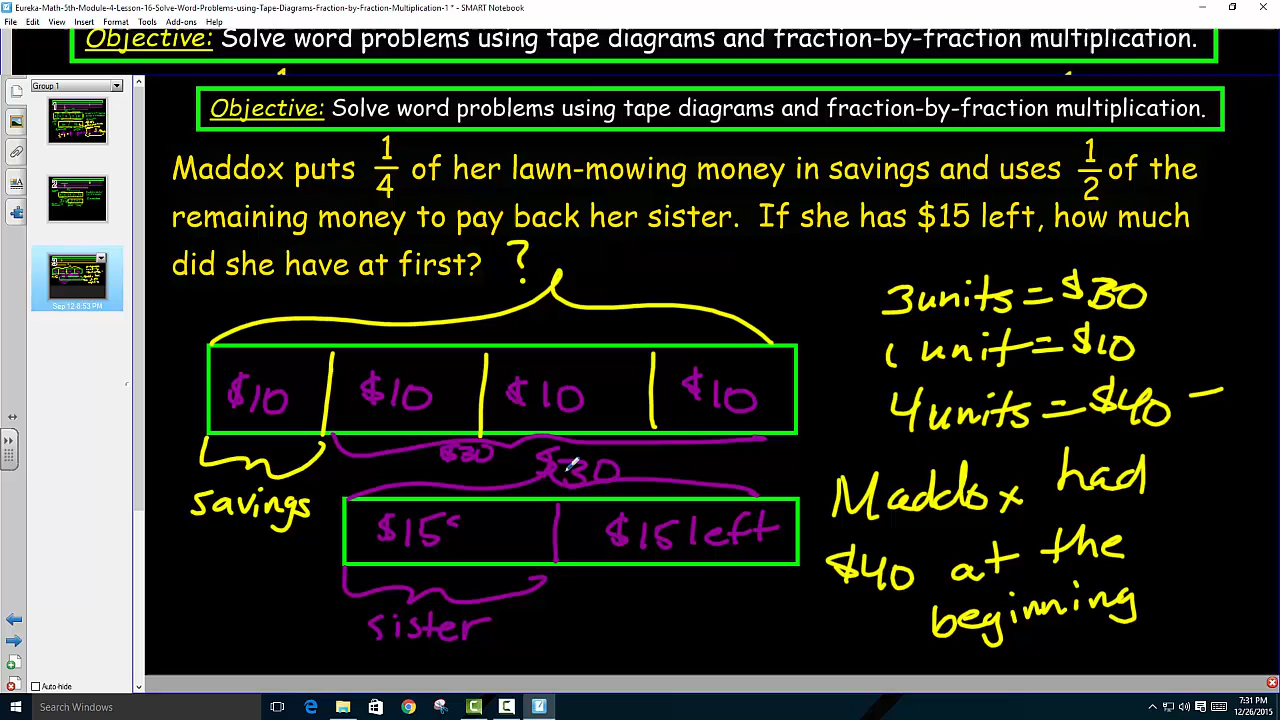 Eureka-Math-5th-Module-4-Lesson-16-Solve-Word-Problems-using-Tape-Diagrams-Fraction-by-Fraction-Multiplication-1 * - SMART Notebook
File Edit View Insert Format Tools Add-ons Help
Objective: Solve word problems using tape diagrams and fraction-by-fraction multiplication.
Group 1
Objective: Solve word problems using tape diagrams and fraction-by-fraction multiplication.
Maddox puts 1/4 of her lawn-mowing money in savings and uses 1/2 of the
remaining money to pay back her sister. If she has $15 left, how much
did she have at first? ?
3 units = $30
1 unit = $10
4 units = $40
$10 $10 $10 $10
$30
$30
savings
$15 $15 left
sister
Maddox had
$40 at the
beginning
Sep 12-8:53 PM
Auto-hide
Search Windows
7:31 PM
12/26/2015